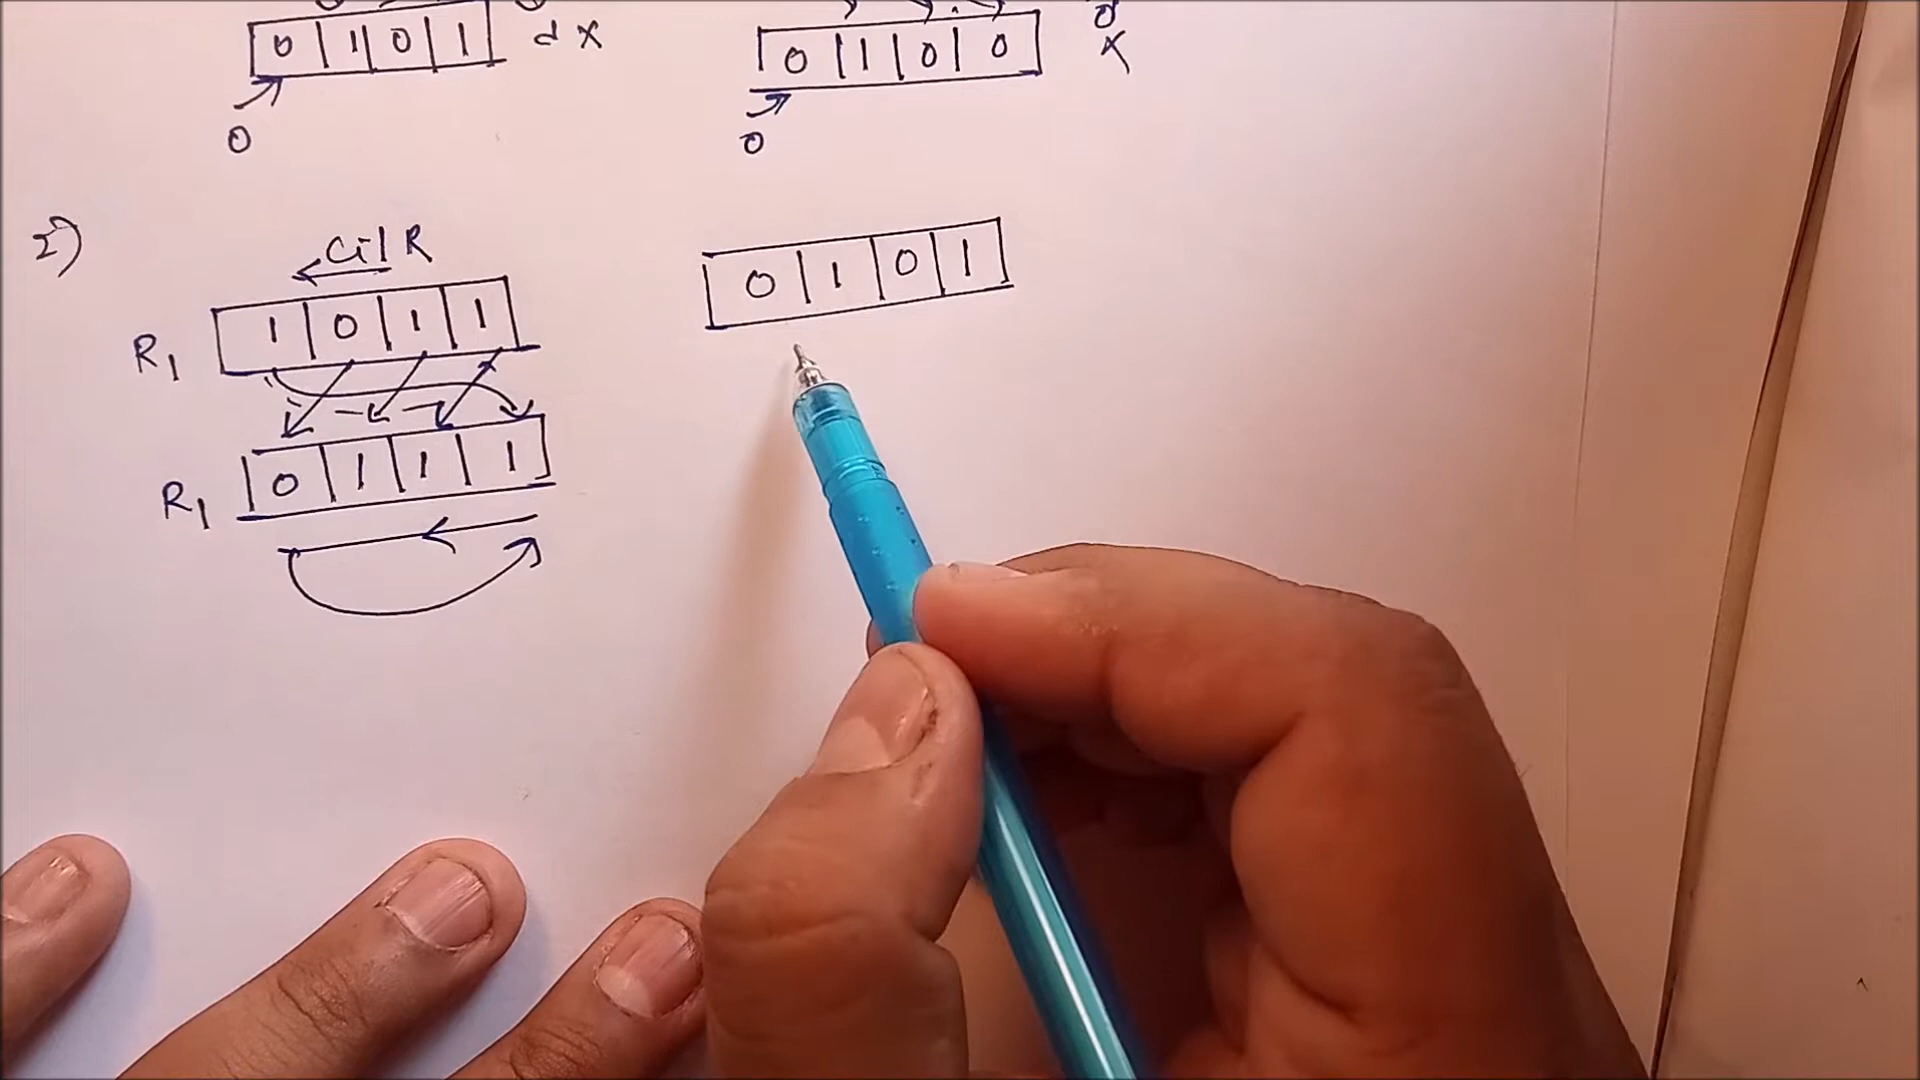 0 1 0 1 d X
0 1 0 0 d X
0
0
2)
Cil R
R1 1 0 1 1
0 1 0 1
R1 0 1 1 1